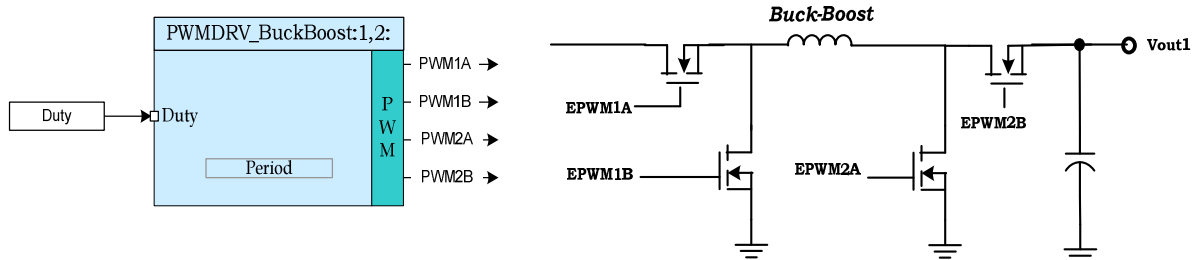 PWMDRV_BuckBoost:1,2:
Duty
Duty
Period
P
W
M
PWM1A
PWM1B
PWM2A
PWM2B
Buck-Boost
Vout1
EPWM1A
EPWM2B
EPWM1B
EPWM2A